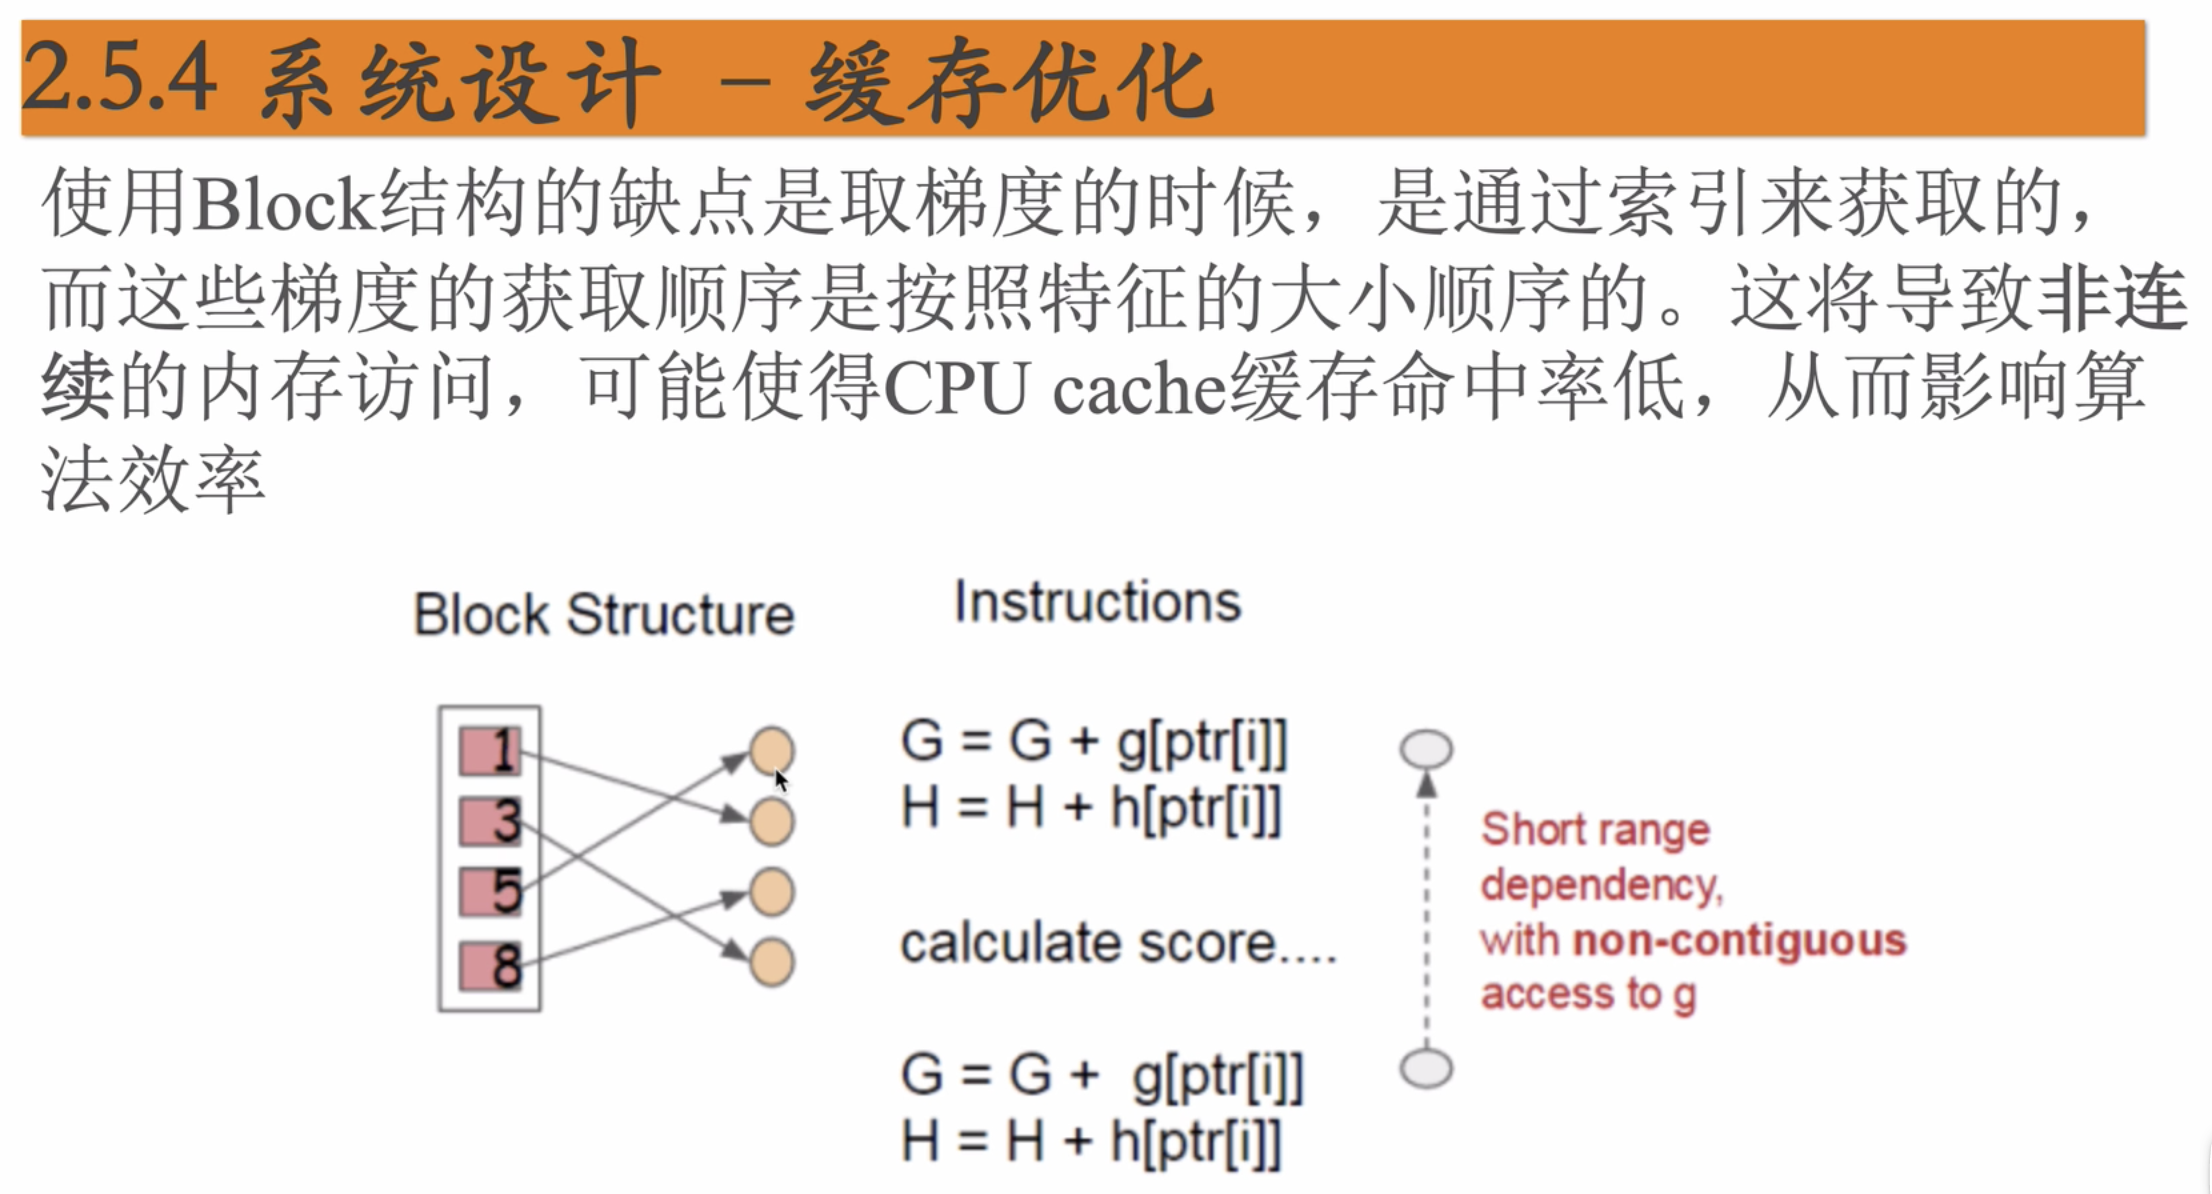 2.5.4 系统设计 – 缓存优化
使用Block结构的缺点是取梯度的时候，是通过索引来获取的，
而这些梯度的获取顺序是按照特征的大小顺序的。这将导致非连
续的内存访问，可能使得CPU cache缓存命中率低，从而影响算
法效率
Block Structure
1
3
5
8
Instructions
G = G + g[ptr[i]]
H = H + h[ptr[i]]
calculate score....
G = G + g[ptr[i]]
H = H + h[ptr[i]]
Short range
dependency,
with non-contiguous
access to g